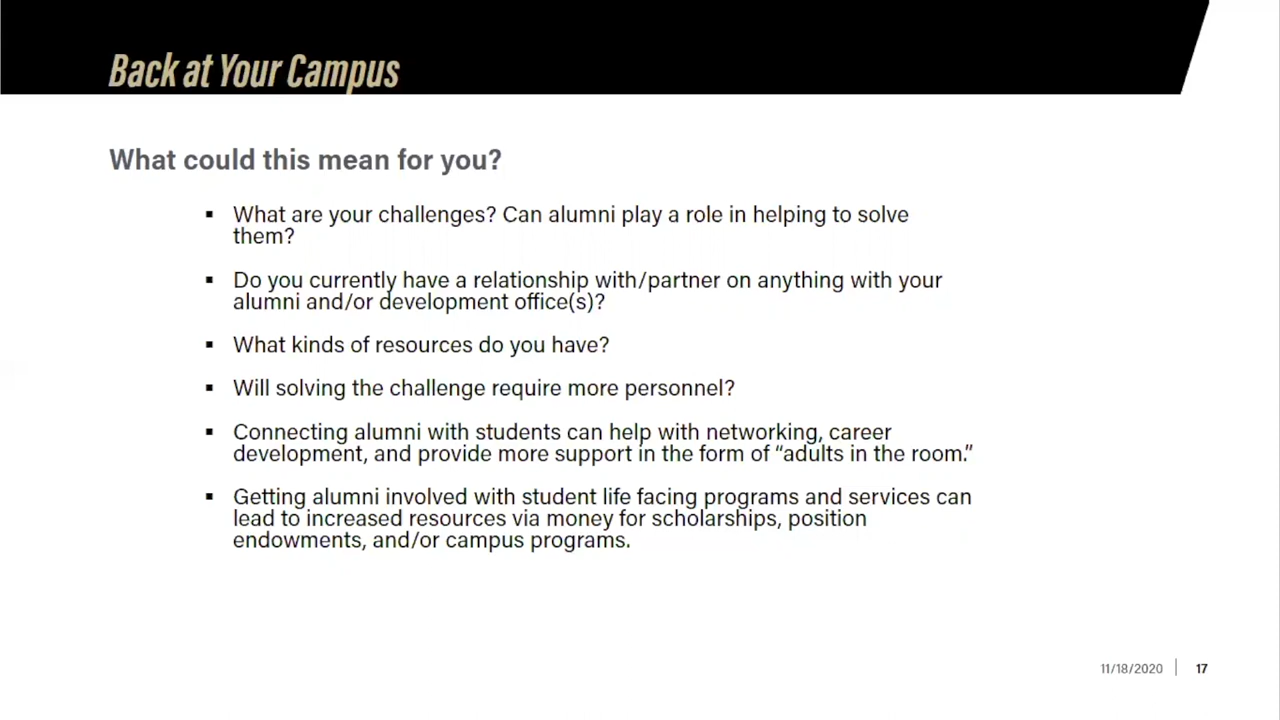 Back at Your Campus
What could this mean for you?
▪ What are your challenges? Can alumni play a role in helping to solve
them?
▪ Do you currently have a relationship with/partner on anything with your
alumni and/or development office(s)?
▪ What kinds of resources do you have?
▪ Will solving the challenge require more personnel?
▪ Connecting alumni with students can help with networking, career
development, and provide more support in the form of “adults in the room.”
▪ Getting alumni involved with student life facing programs and services can
lead to increased resources via money for scholarships, position
endowments, and/or campus programs.
11/18/2020 | 17